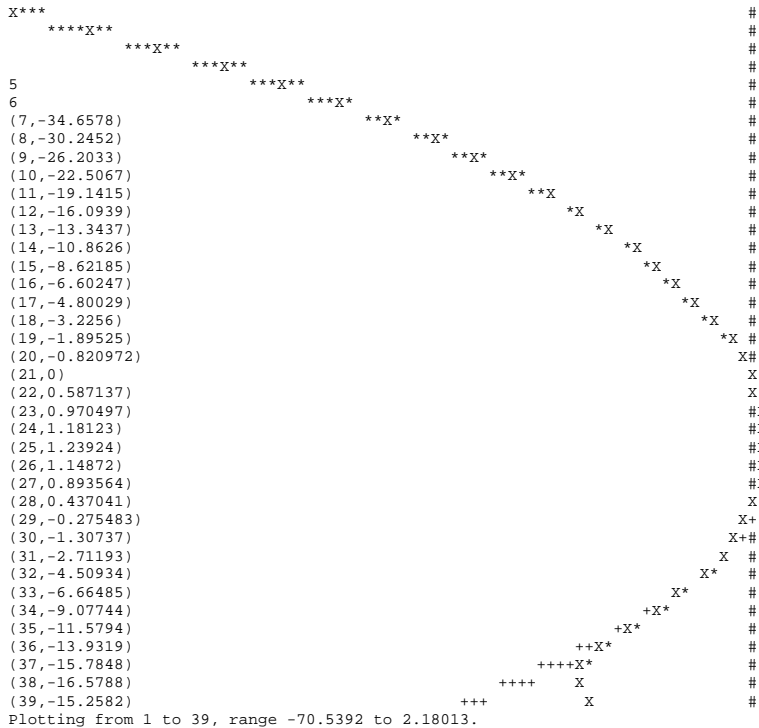 X*** #
****X** #
***X** #
***X** #
5 ***X** #
6 ***X* #
(7,-34.6578) **X* #
(8,-30.2452) **X* #
(9,-26.2033) **X* #
(10,-22.5067) **X* #
(11,-19.1415) **X #
(12,-16.0939) *X #
(13,-13.3437) *X #
(14,-10.8626) *X #
(15,-8.62185) *X #
(16,-6.60247) *X #
(17,-4.80029) *X #
(18,-3.2256) *X #
(19,-1.89525) *X #
(20,-0.820972) X#
(21,0) X
(22,0.587137) X
(23,0.970497) #
(24,1.18123) #
(25,1.23924) #
(26,1.14872) #
(27,0.893564) #
(28,0.437041) X
(29,-0.275483) X+
(30,-1.30737) X+#
(31,-2.71193) X #
(32,-4.50934) X* #
(33,-6.66485) X* #
(34,-9.07744) +X* #
(35,-11.5794) +X* #
(36,-13.9319) ++X* #
(37,-15.7848) ++++X* #
(38,-16.5788) ++++ X #
(39,-15.2582) +++ X #
Plotting from 1 to 39, range -70.5392 to 2.18013.